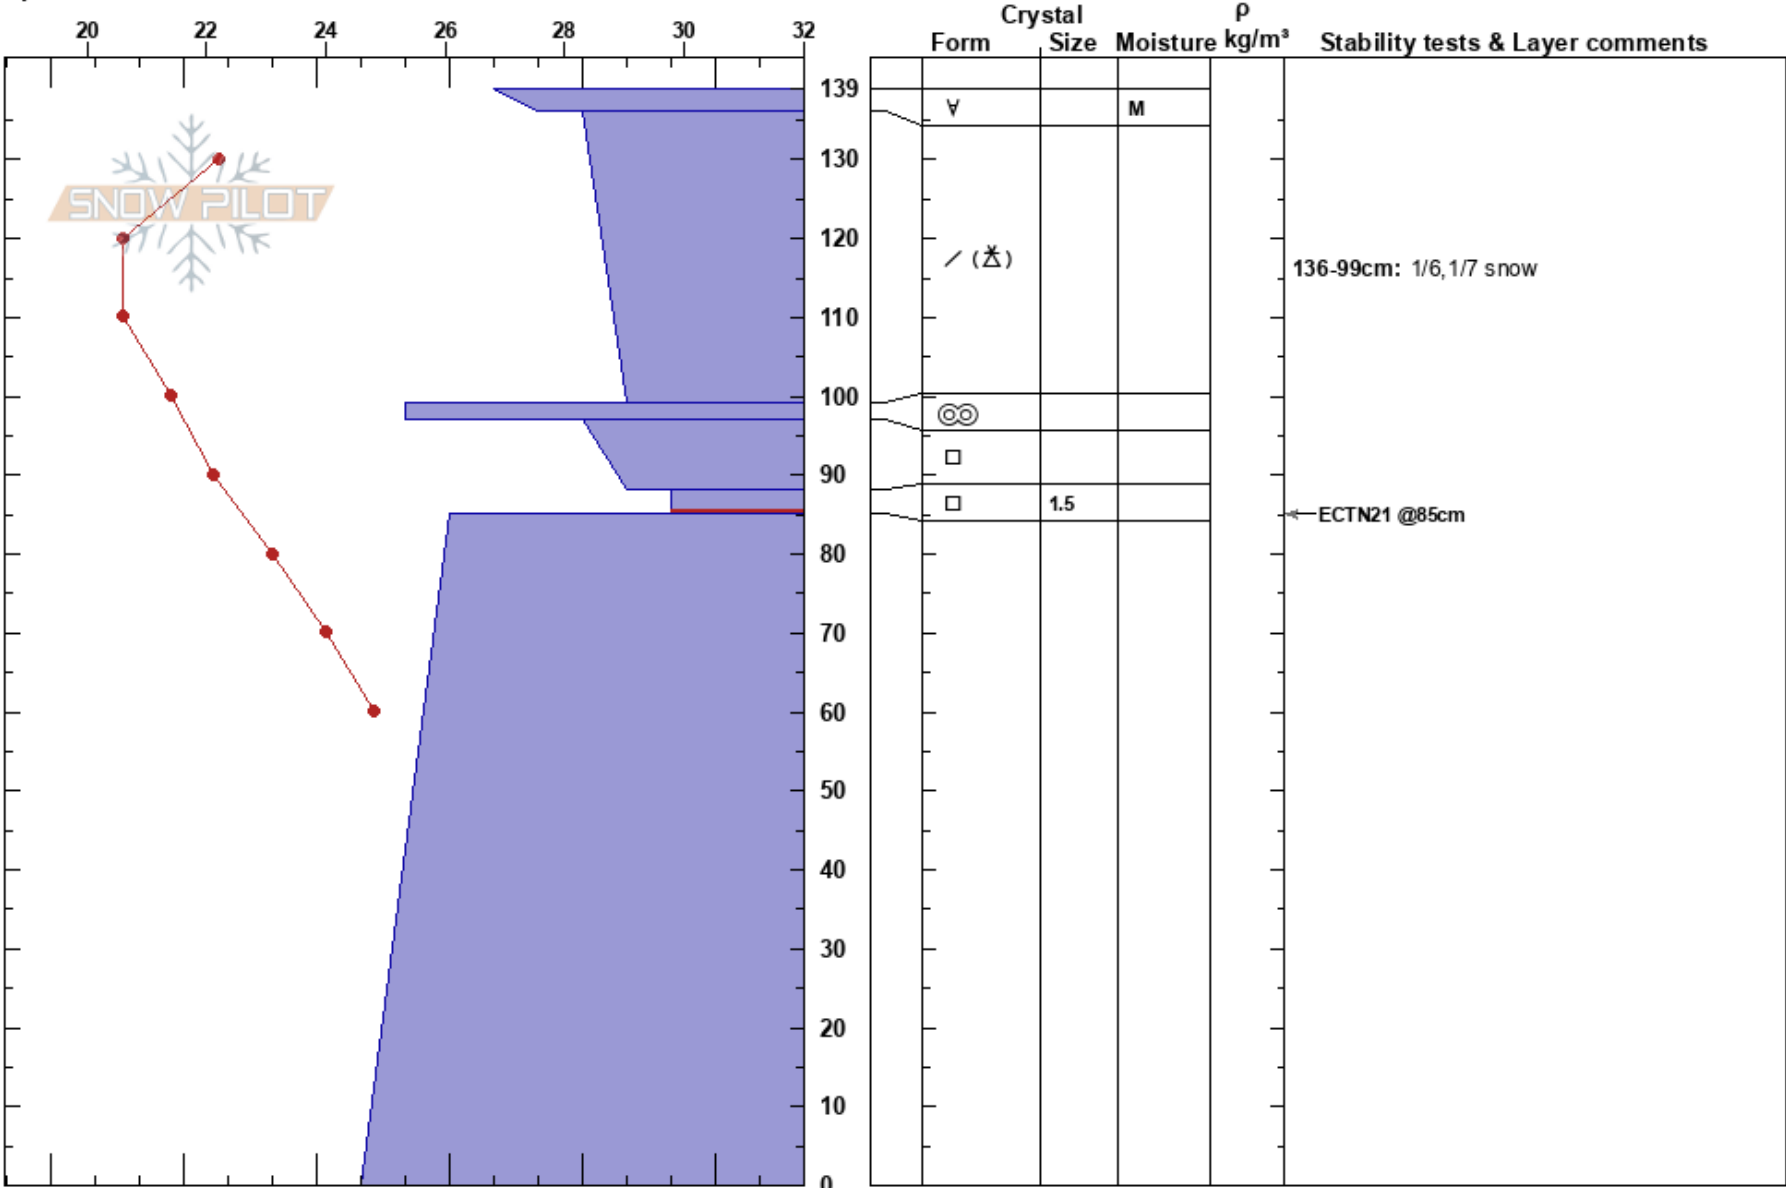 Crystal ρ
Form Size Moisture kg/m³ Stability tests & Layer comments
20 22 24 26 28 30 32
139
M
130
SNOW PILOT
120
136-99cm: 1/6,1/7 snow
110
100
90
1.5
ECTN21 @85cm
80
70
60
50
40
30
20
10
0